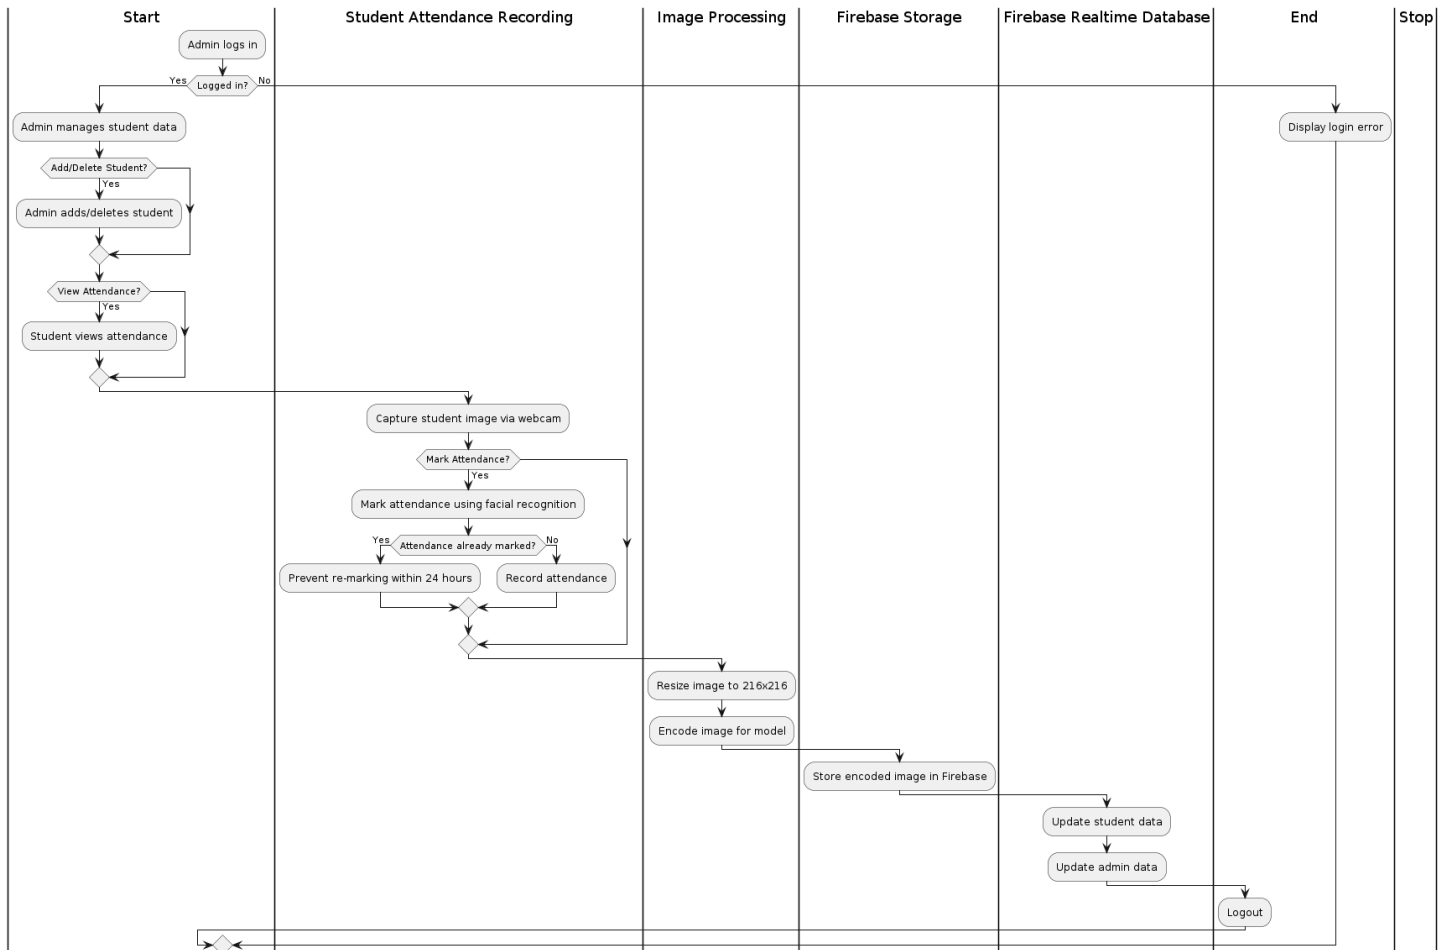 Start
Student Attendance Recording
Image Processing
Firebase Storage
Firebase Realtime Database
End
Stop
Admin logs in
Yes
Logged in?
No
Admin manages student data
Display login error
Add/Delete Student?
Yes
Admin adds/deletes student
View Attendance?
Yes
Student views attendance
Capture student image via webcam
Mark Attendance?
Yes
Mark attendance using facial recognition
Yes
Attendance already marked?
No
Prevent re-marking within 24 hours
Record attendance
Resize image to 216x216
Encode image for model
Store encoded image in Firebase
Update student data
Update admin data
Logout